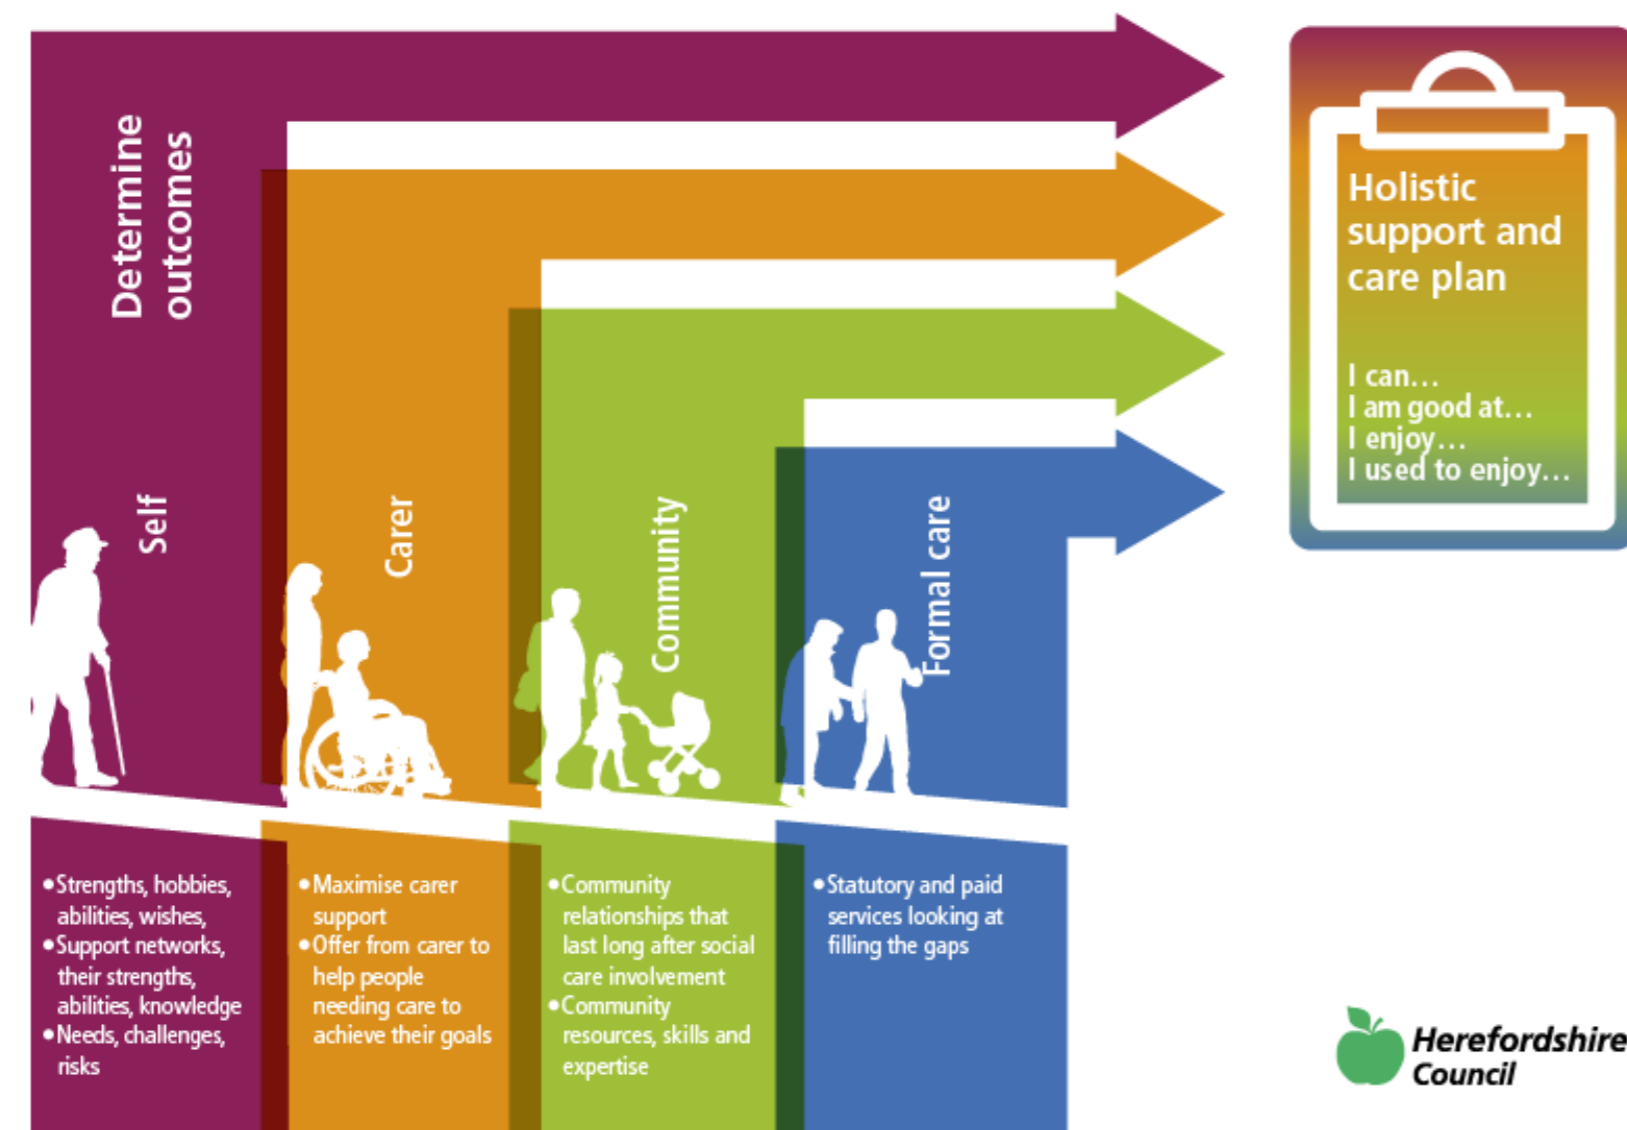 Determine
outcomes
Self
Carer
Community
Formal care
•Strengths, hobbies,
abilities, wishes,
•Support networks,
their strengths,
abilities, knowledge
•Needs, challenges,
risks
•Maximise carer
support
•Offer from carer to
help people
needing care to
achieve their goals
•Community
relationships that
last long after social
care involvement
•Community
resources, skills and
expertise
•Statutory and paid
services looking at
filling the gaps
Holistic
support and
care plan
I can...
I am good at...
I enjoy...
I used to enjoy...
Herefordshire
Council